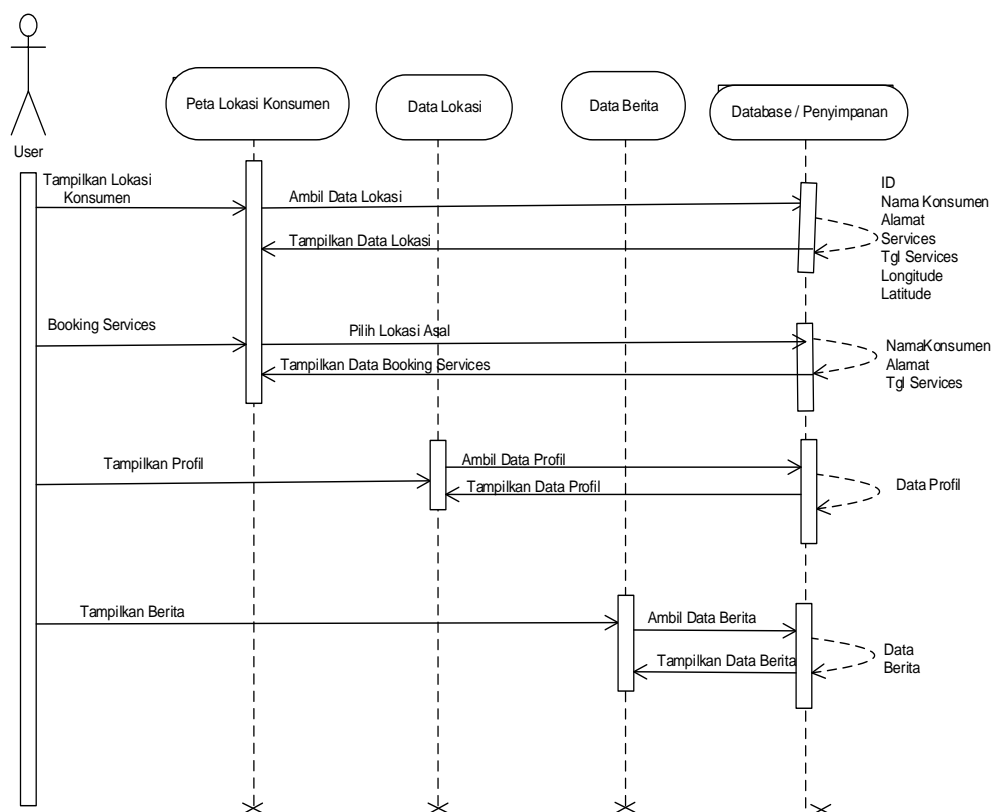 Peta Lokasi Konsumen
Data Lokasi
Data Berita
Database / Penyimpanan
User
Tampilkan Lokasi
Konsumen
Ambil Data Lokasi
Tampilkan Data Lokasi
ID
Nama Konsumen
Alamat
Services
Tgl Services
Longitude
Latitude
Booking Services
Pilih Lokasi Asal
Tampilkan Data Booking Services
NamaKonsumen
Alamat
Tgl Services
Tampilkan Profil
Ambil Data Profil
Tampilkan Data Profil
Data Profil
Tampilkan Berita
Ambil Data Berita
Tampilkan Data Berita
Data
Berita